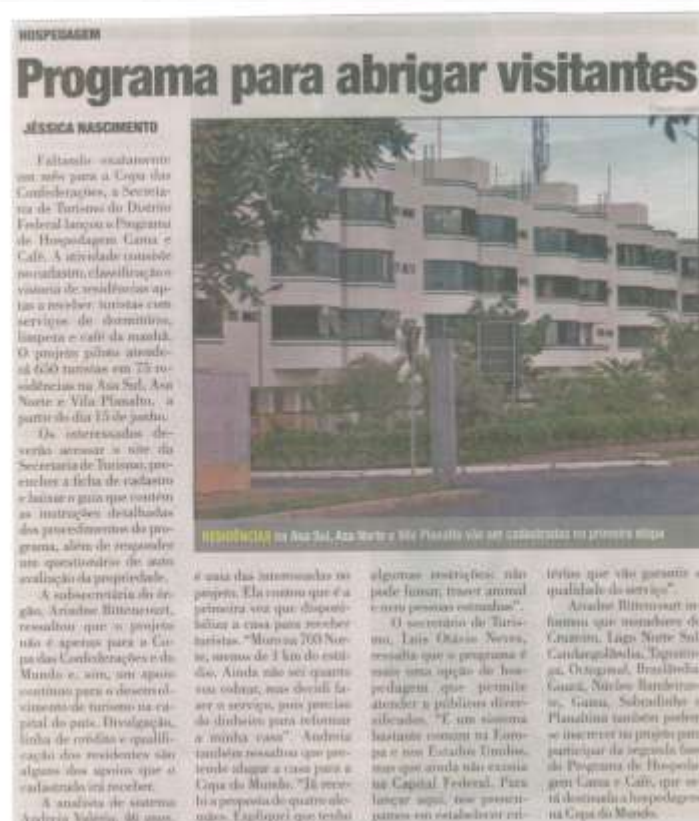 HOSPEDAGEM
Programa para abrigar visitantes
JÉSSICA NASCIMENTO
Faltando exatamente
um mês para a Copa das
Confederações, a Secreta-
ria de Turismo do Distrito
Federal lançou o Programa
de Hospedagem Cama e
Café. A atividade consiste
no cadastro, classificação e
vistoria de residências ap-
tas a receber turistas com
serviços de dormitório,
limpeza e café da manhã.
O projeto piloto atende-
rá 650 turistas em 75 re-
sidências na Asa Sul, Asa
Norte e Vila Planalto, a
partir do dia 15 de junho.
Os interessados de-
verão acessar o site da
Secretaria de Turismo, pre-
encher a ficha de cadastro
e baixar o guia que contém
as instruções detalhadas
dos procedimentos do pro-
grama, além de responder
um questionário de auto
avaliação da propriedade.
A subsecretária do ór-
gão, Ariadne Bittencourt,
ressaltou que o projeto
não é apenas para a Co-
pa das Confederações e do
Mundo e, sim, um apoio
contínuo para o desenvol-
vimento de turismo na ca-
pital do país. Divulgação,
linha de crédito e qualifi-
cação dos residentes são
alguns dos apoios que o
cadastrado irá receber.
A analista de sistema
Andreia Valéria, 46 anos,
RESIDÊNCIAS na Asa Sul, Asa Norte e Vila Planalto vão ser cadastradas na primeira etapa
é uma das interessadas no
projeto. Ela contou que é a
primeira vez que disponi-
biliza a casa para receber
turistas. "Moro na 700 Nor-
te, menos de 1 km do está-
dio. Ainda não sei quanto
vou cobrar, mas decidi fa-
zer o serviço, pois preciso
do dinheiro para reformar
a minha casa". Andreia
também ressaltou que pre-
tende alugar a casa para a
Copa do Mundo. "Já rece-
bi a proposta de quatro ale-
mães. Expliquei que tenho
algumas restrições: não
pode fumar, trazer animal
e nem pessoas estranhas".
O secretário de Turis-
mo, Luis Otávio Neves,
ressalta que o programa é
mais uma opção de hos-
pedagem que permite
atender a públicos diver-
sificados. "É um sistema
bastante comum na Euro-
pa e nos Estados Unidos,
mas que ainda não existia
na Capital Federal. Para
lançar aqui, nos preocu-
pamos em estabelecer cri-
térios que vão garantir a
qualidade do serviço".
Ariadne Bittencourt in-
formou que moradores do
Cruzeiro, Lago Norte Sul,
Candangolândia, Taguatin-
ga, Octogonal, Brazlândia,
Guará, Núcleo Bandeiran-
te, Gama, Sobradinho e
Planaltina também podem
se inscrever no projeto para
participar da segunda fase
do Programa de Hospeda-
gem Cama e Café, que se-
rá destinado a hospedagem
na Copa do Mundo.